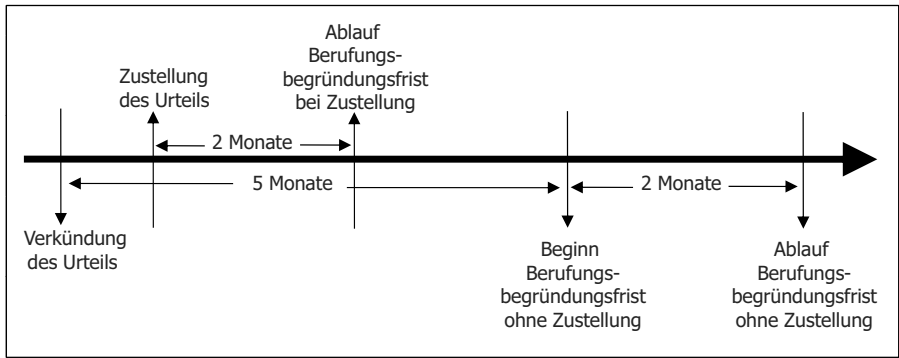 Zustellung
des Urteils
Ablauf
Berufungs-
begründungsfrist
bei Zustellung
2 Monate
5 Monate
2 Monate
Verkündung
des Urteils
Beginn
Berufungs-
begründungsfrist
ohne Zustellung
Ablauf
Berufungs-
begründungsfrist
ohne Zustellung